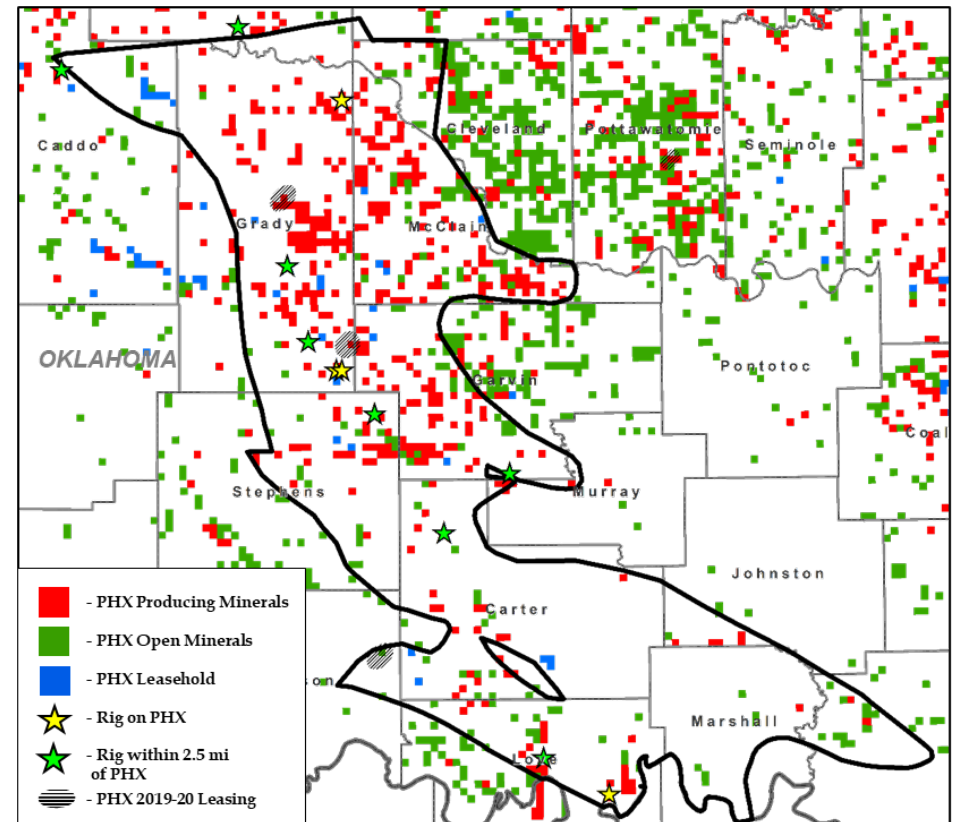 Cleveland
Pottawatomie
Caddo
Seminole
Grady
McClain
OKLAHOMA
Pontotoc
Garvin
Coal
Stephens
Murray
Johnston
Carter
son
Marshall
Love
- PHX Producing Minerals
- PHX Open Minerals
- PHX Leasehold
- Rig on PHX
- Rig within 2.5 mi
of PHX
- PHX 2019-20 Leasing